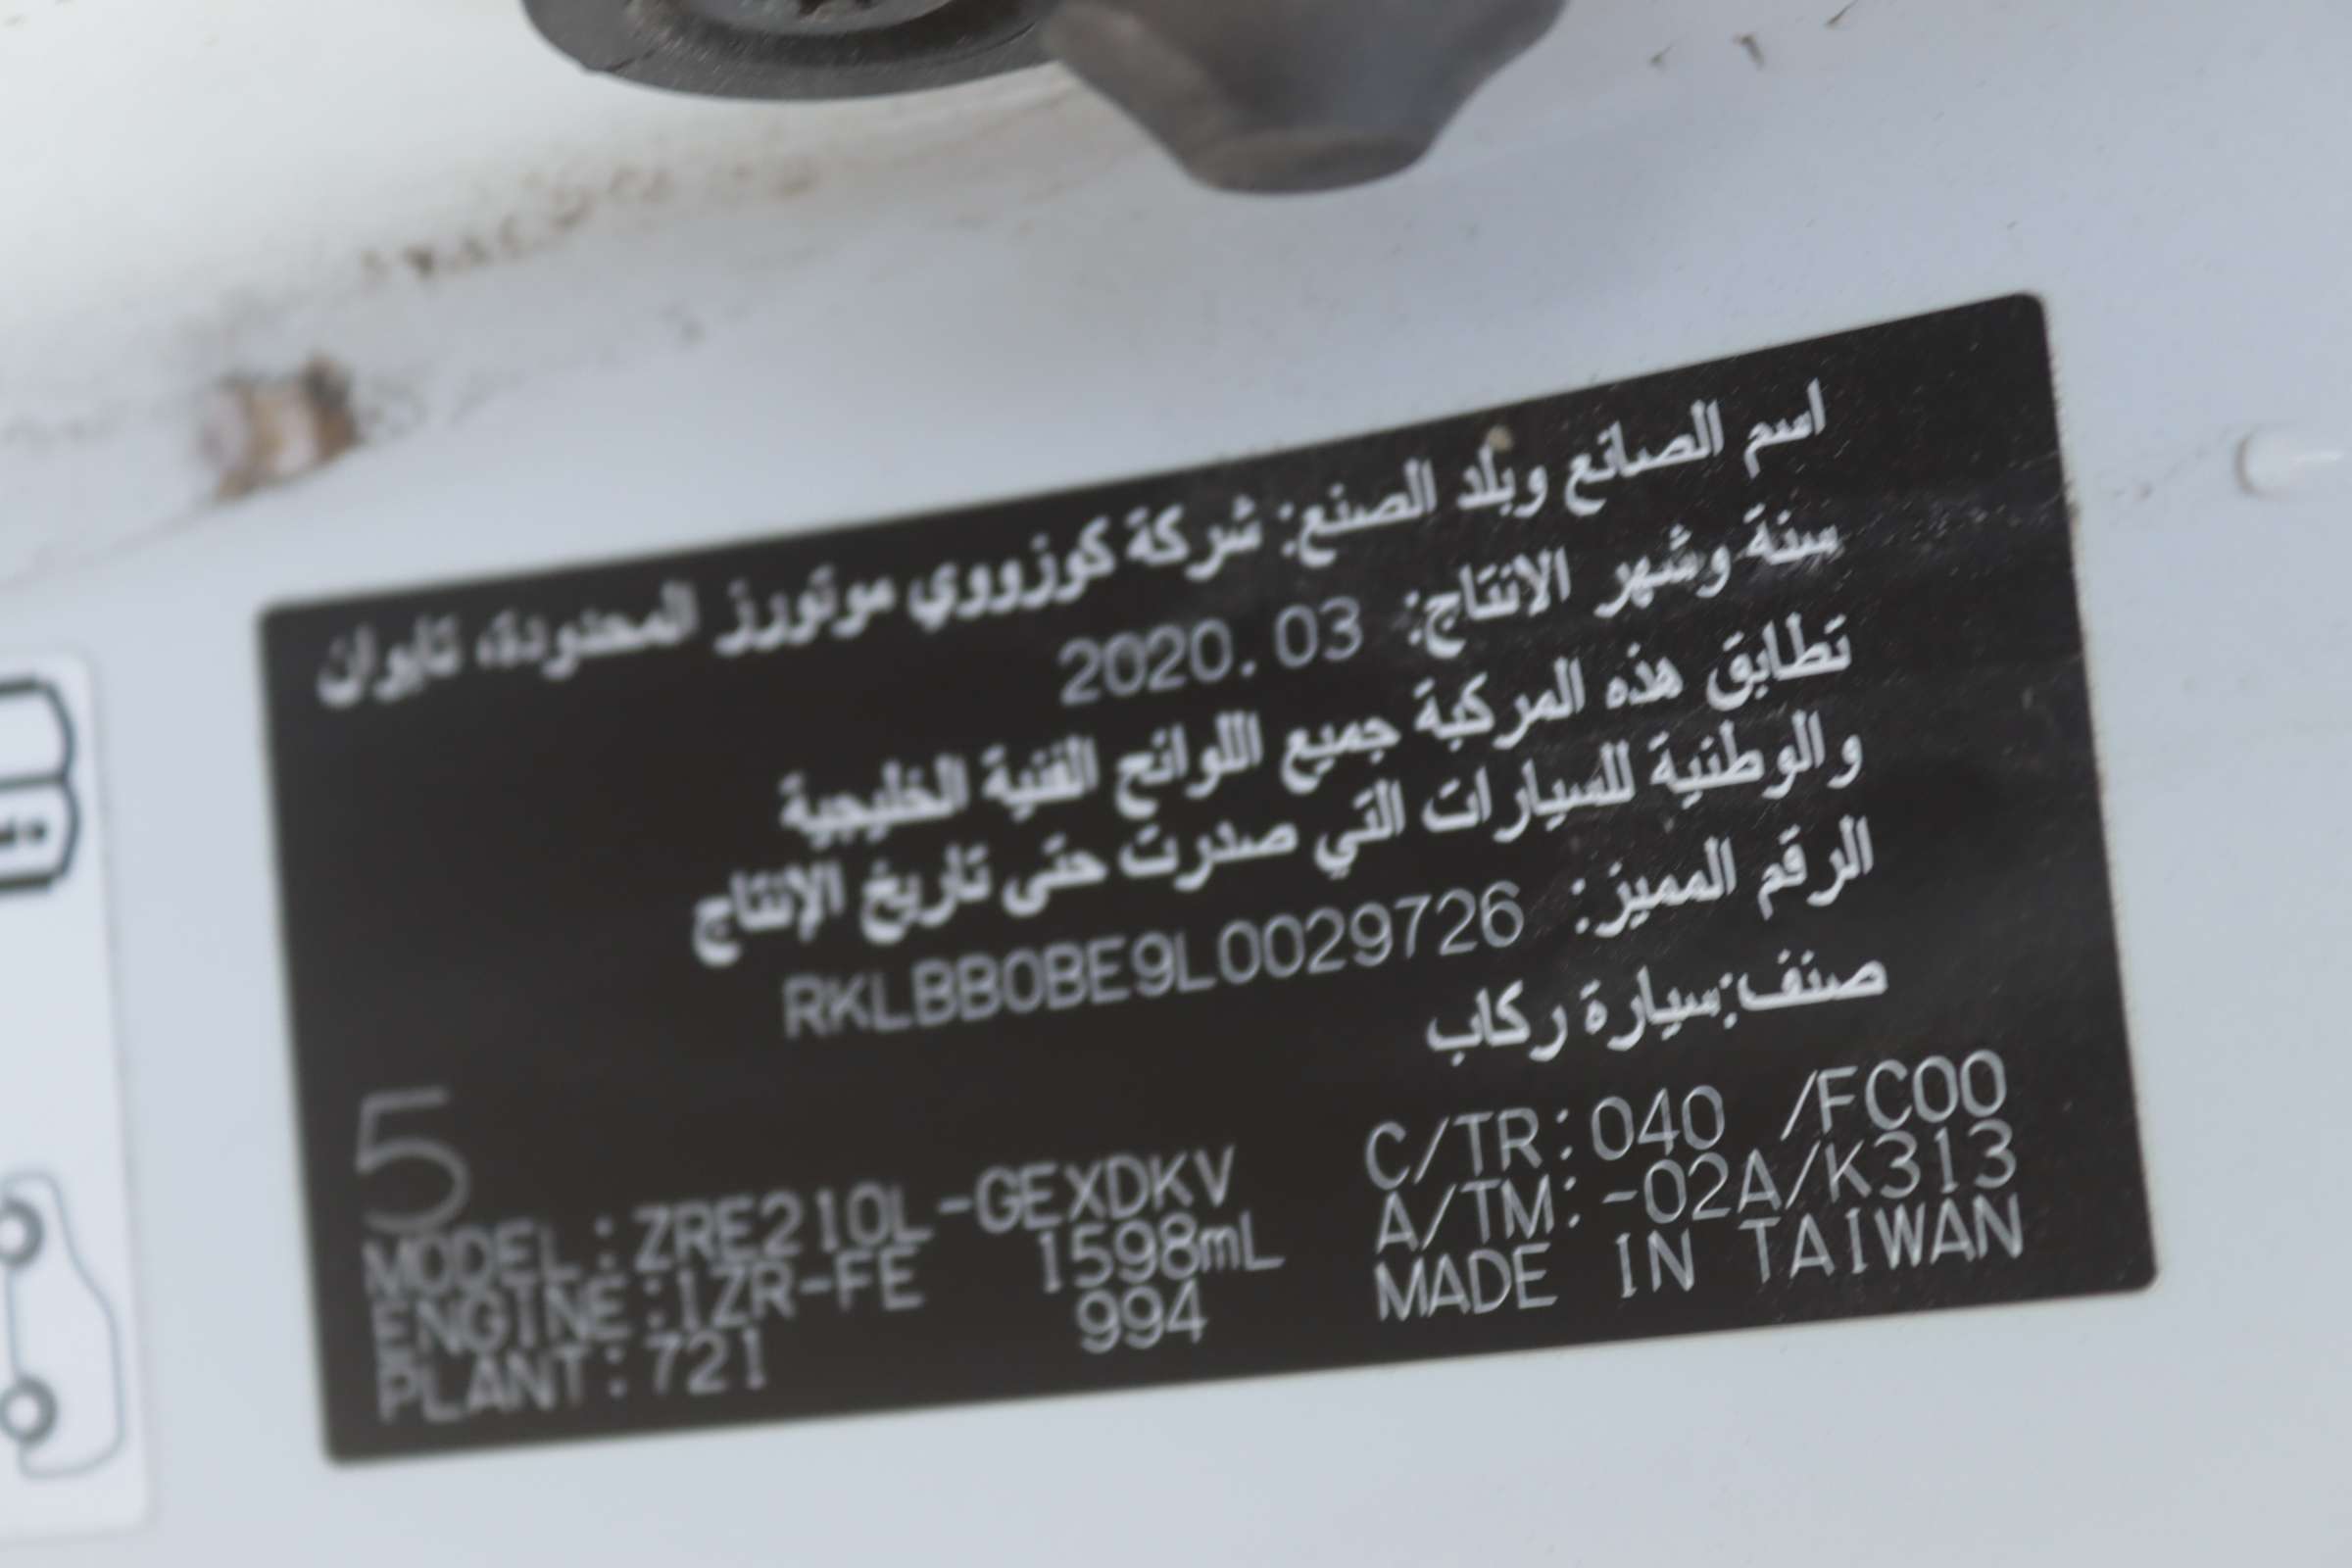 اسم الصانع وبلد الصنع: شركة كوزووي موتورز المحدودة، تايوان
سنة وشهر الانتاج: 2020.03
تطابق هذه المركبة جميع اللوائح الفنية الخليجية
والوطنية للسيارات التي صدرت حتى تاريخ الإنتاج
الرقم المميز: RKLBB0BE9L0029726
صنف:سيارة ركاب
5
MODEL:ZRE210L-GEXDKV C/TR:040 /FC00
ENGINE:1ZR-FE 1598mL A/TM:-02A/K313
PLANT:721 994 MADE IN TAIWAN